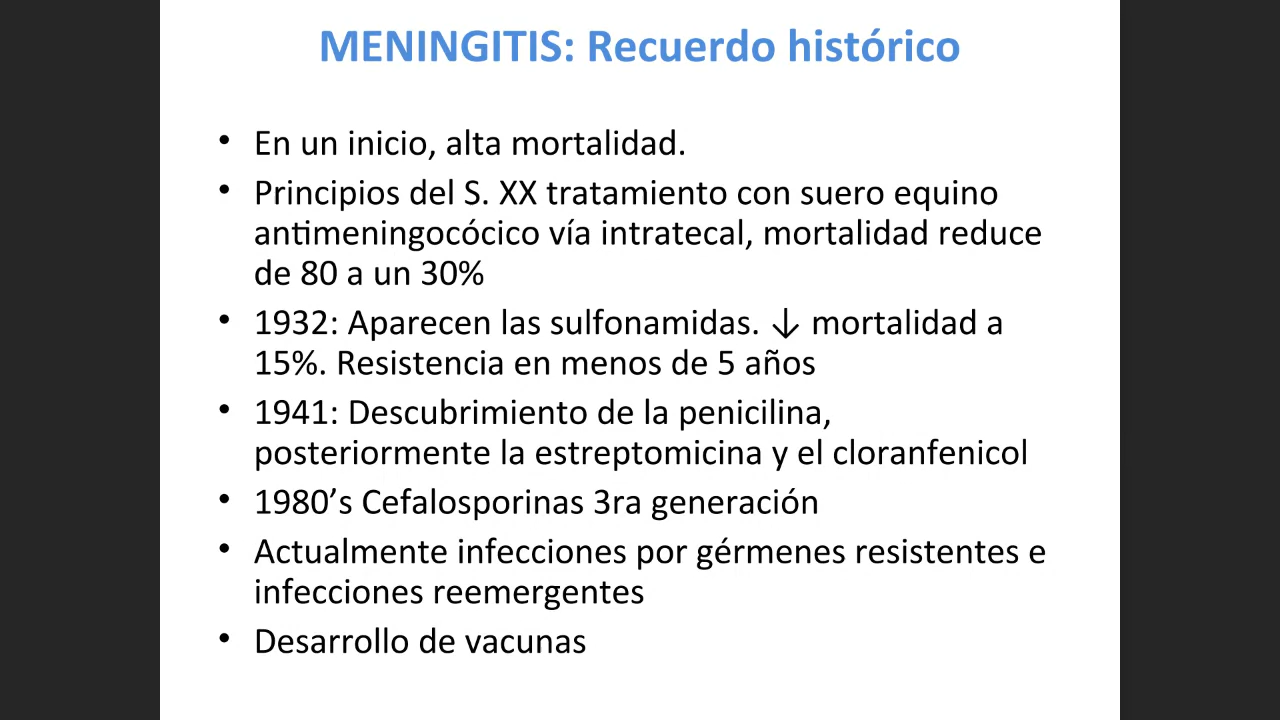 MENINGITIS: Recuerdo histórico
• En un inicio, alta mortalidad.
• Principios del S. XX tratamiento con suero equino
antimeningocócico vía intratecal, mortalidad reduce
de 80 a un 30%
• 1932: Aparecen las sulfonamidas. ↓ mortalidad a
15%. Resistencia en menos de 5 años
• 1941: Descubrimiento de la penicilina,
posteriormente la estreptomicina y el cloranfenicol
• 1980’s Cefalosporinas 3ra generación
• Actualmente infecciones por gérmenes resistentes e
infecciones reemergentes
• Desarrollo de vacunas